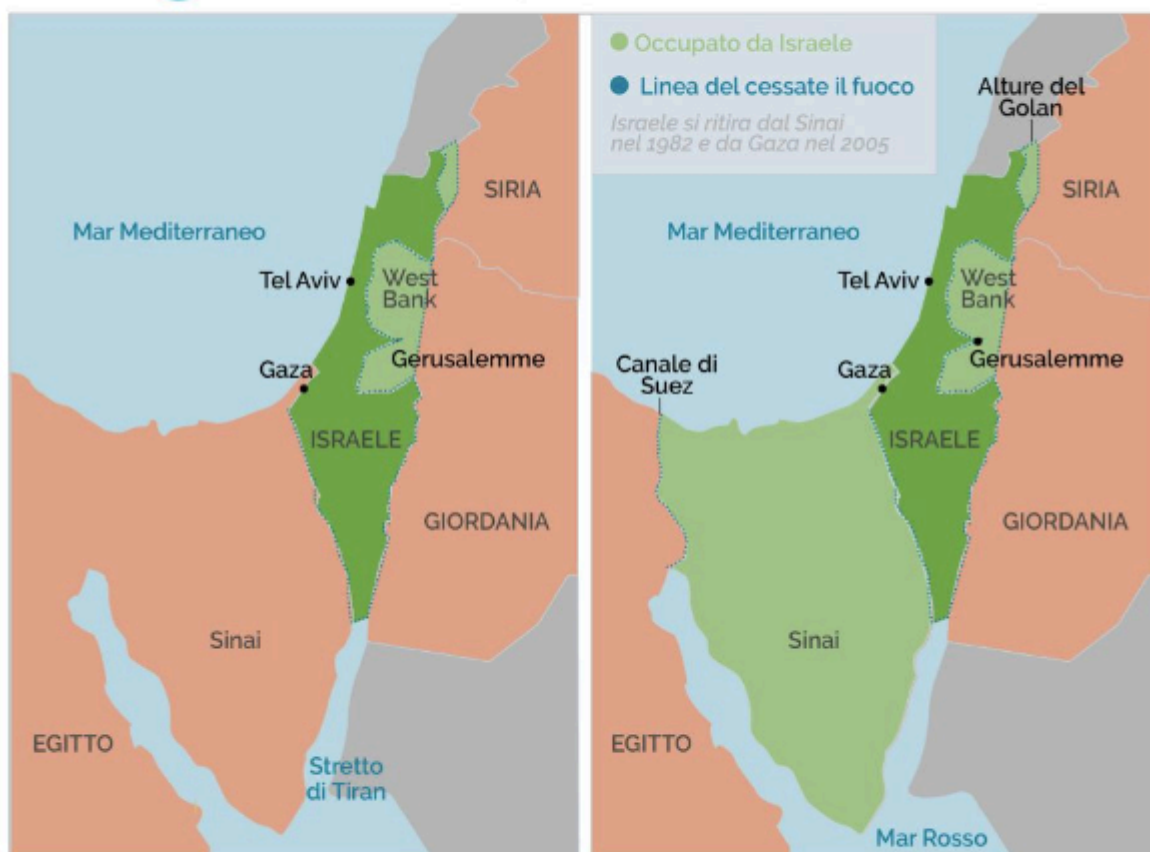 Mar Mediterraneo
SIRIA
Tel Aviv
West
Bank
Gerusalemme
Gaza
ISRAELE
GIORDANIA
Sinai
EGITTO
Stretto
di Tiran
Occupato da Israele
Linea del cessate il fuoco
Israele si ritira dal Sinai
nel 1982 e da Gaza nel 2005
Alture del
Golan
SIRIA
Mar Mediterraneo
Tel Aviv
West
Bank
Canale di
Suez
Gaza
Gerusalemme
ISRAELE
GIORDANIA
Sinai
EGITTO
Mar Rosso